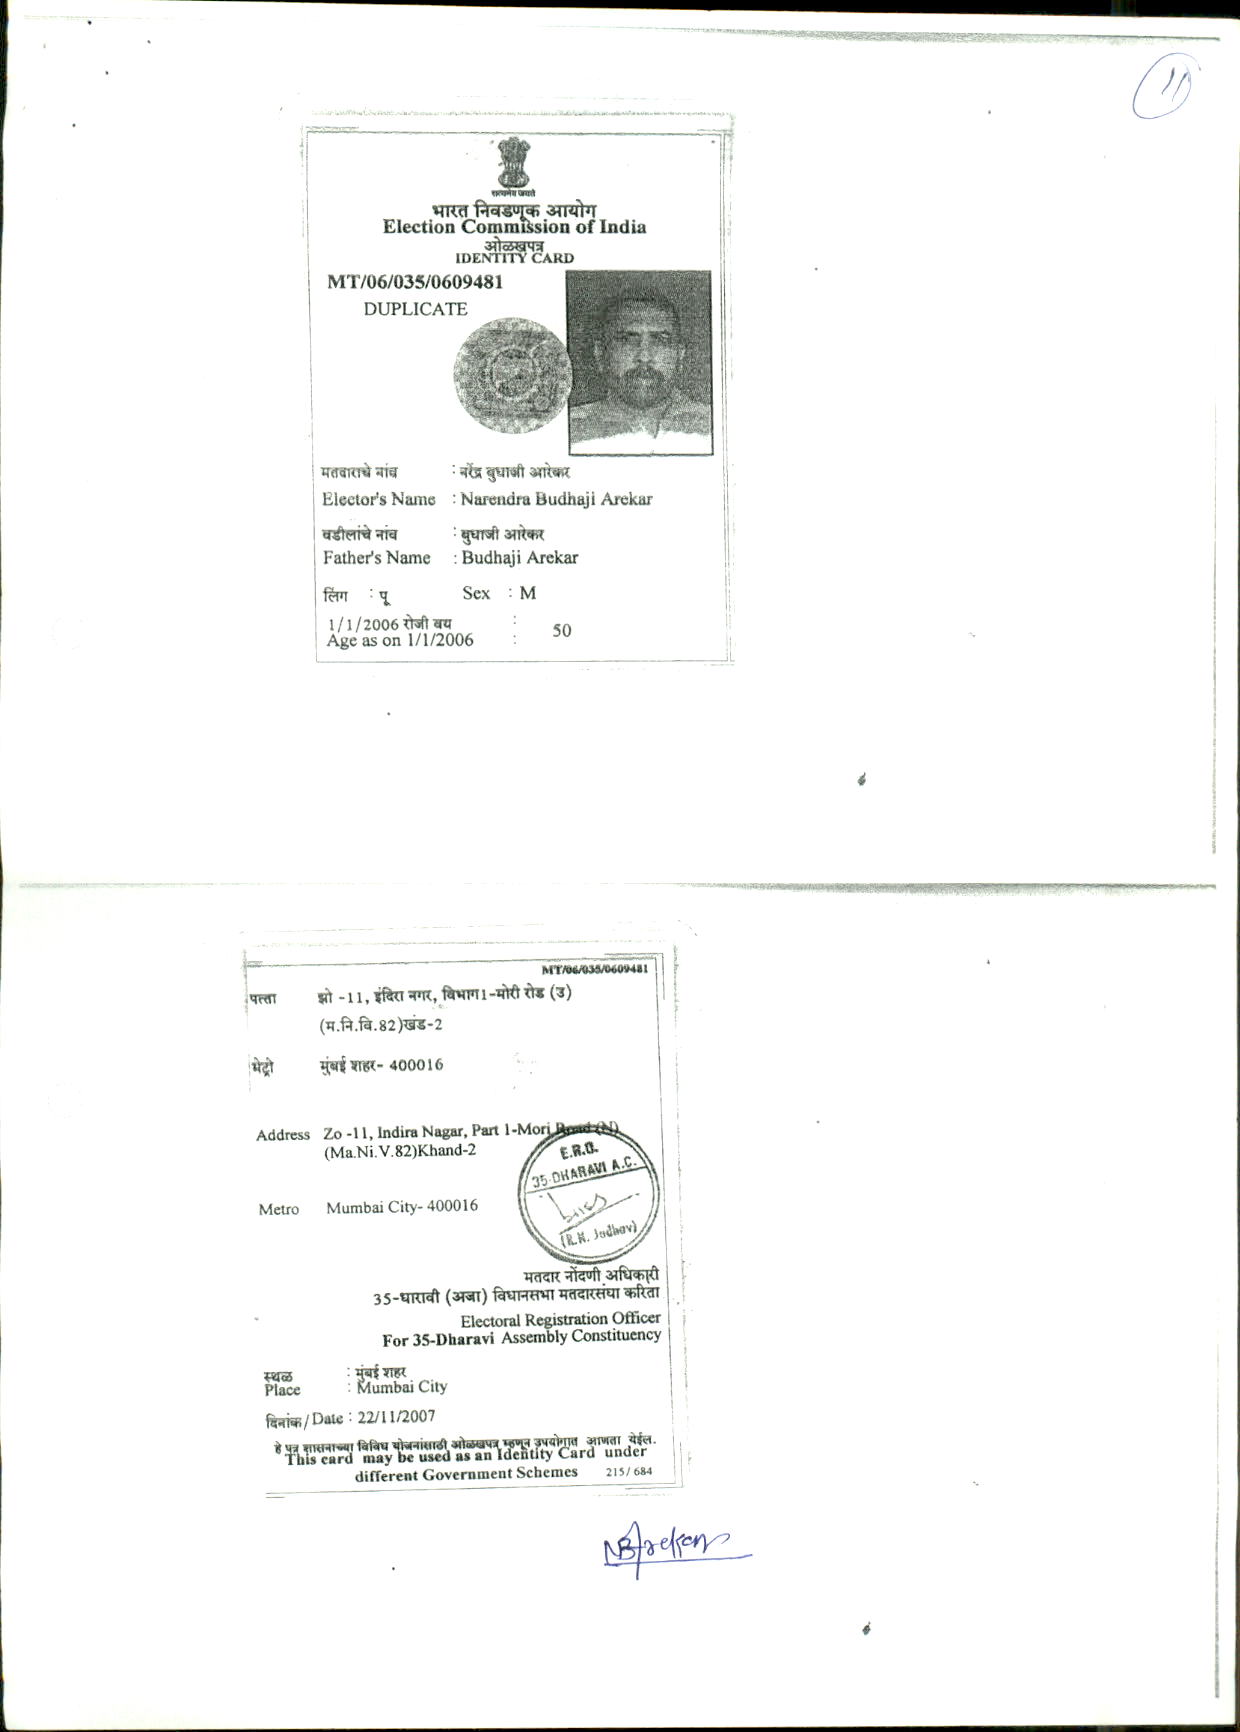 11
सत्यमेव जयते
भारत निवडणूक आयोग
Election Commission of India
ओळखपत्र
IDENTITY CARD
MT/06/035/0609481
DUPLICATE
मतदाराचे नांव : नरेंद्र बुधाजी आरेकर
Elector's Name : Narendra Budhaji Arekar
वडीलांचे नांव : बुधाजी आरेकर
Father's Name : Budhaji Arekar
लिंग : पू Sex : M
1/1/2006 रोजी वय :
Age as on 1/1/2006 : 50
MT/06/035/0609481
पत्ता झो -11, इंदिरा नगर, विभाग1-मोरी रोड (उ)
(म.नि.वि.82)खंड-2
मेट्रो मुंबई शहर- 400016
Address Zo -11, Indira Nagar, Part 1-Mori Road (N)
(Ma.Ni.V.82)Khand-2
E.R.O.
35-DHARAVI A.C.
(R.N. Jadhav)
Metro Mumbai City- 400016
मतदार नोंदणी अधिकारी
35-धारावी (अजा) विधानसभा मतदारसंघा करिता
Electoral Registration Officer
For 35-Dharavi Assembly Constituency
स्थळ : मुंबई शहर
Place : Mumbai City
दिनांक/Date : 22/11/2007
हे पत्र शासनाच्या विविध योजनांसाठी ओळखपत्र म्हणून उपयोगात आणता येईल.
This card may be used as an Identity Card under
different Government Schemes 215/ 684
NBArekar